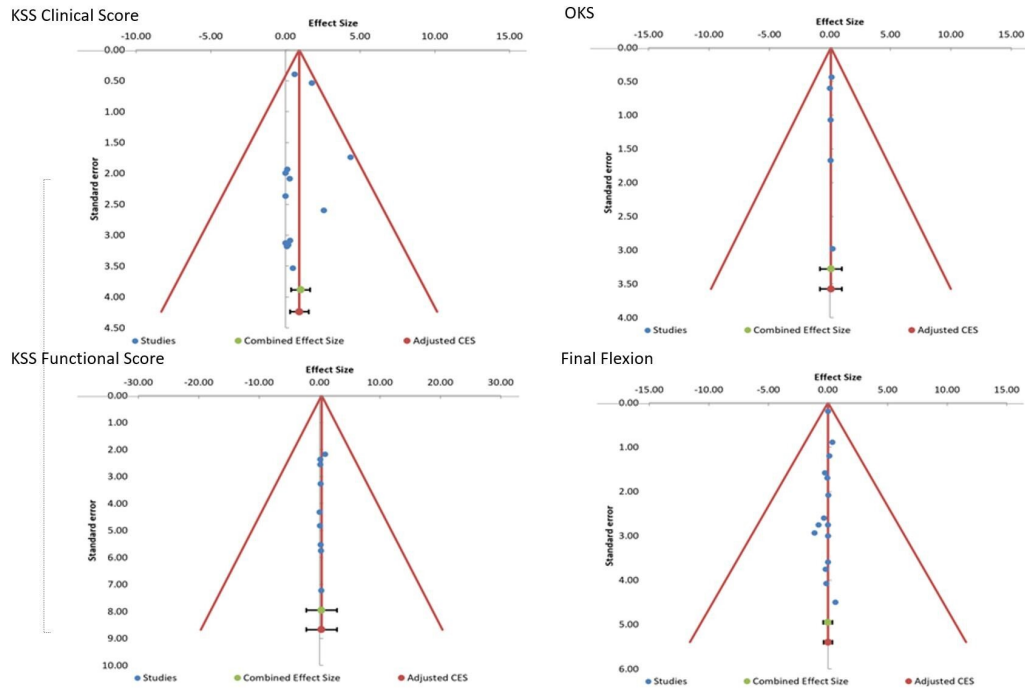 KSS Clinical Score
Effect Size
-10.00 -5.00 0.00 5.00 10.00 15.00
0.00
0.50
1.00
1.50
2.00
2.50
3.00
3.50
4.00
4.50
Standard error
Studies Combined Effect Size Adjusted CES
OKS
Effect Size
-15.00 -10.00 -5.00 0.00 5.00 10.00 15.00
0.00
0.50
1.00
1.50
2.00
2.50
3.00
3.50
4.00
Standard error
Studies Combined Effect Size Adjusted CES
KSS Functional Score
Effect Size
-30.00 -20.00 -10.00 0.00 10.00 20.00 30.00
0.00
1.00
2.00
3.00
4.00
5.00
6.00
7.00
8.00
9.00
10.00
Standard error
Studies Combined Effect Size Adjusted CES
Final Flexion
Effect Size
-15.00 -10.00 -5.00 0.00 5.00 10.00 15.00
0.00
1.00
2.00
3.00
4.00
5.00
6.00
Standard error
Studies Combined Effect Size Adjusted CES